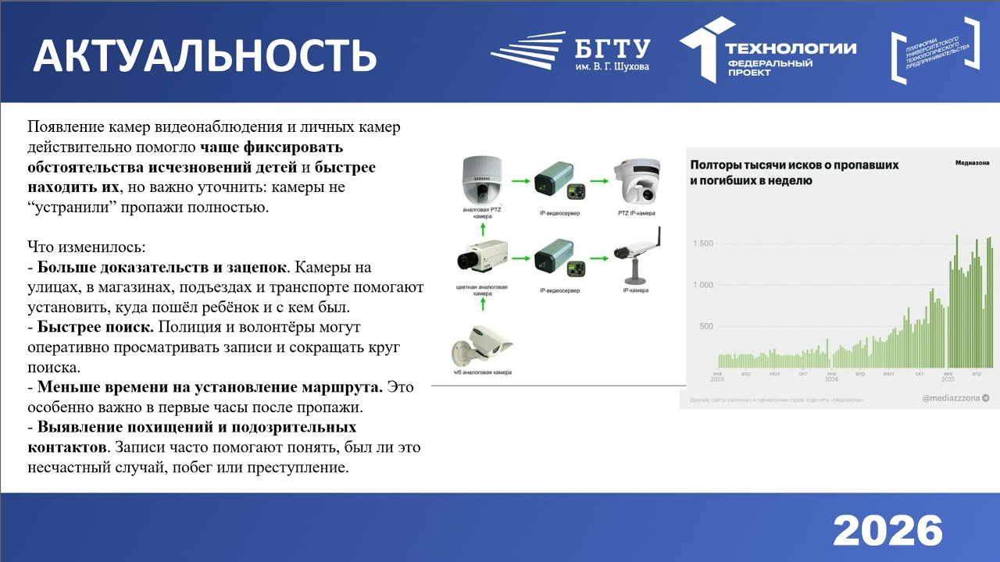 АКТУАЛЬНОСТЬ
БГТУ
им. В. Г. Шухова
ТЕХНОЛОГИИ
ФЕДЕРАЛЬНЫЙ
ПРОЕКТ
ПЛАТФОРМА
УНИВЕРСИТЕТСКОГО
ТЕХНОЛОГИЧЕСКОГО
ПРЕДПРИНИМАТЕЛЬСТВА
Появление камер видеонаблюдения и личных камер
действительно помогло чаще фиксировать
обстоятельства исчезновений детей и быстрее
находить их, но важно уточнить: камеры не
“устранили” пропажи полностью.
Что изменилось:
- Больше доказательств и зацепок. Камеры на
улицах, в магазинах, подъездах и транспорте помогают
установить, куда пошёл ребёнок и с кем был.
- Быстрее поиск. Полиция и волонтёры могут
оперативно просматривать записи и сокращать круг
поиска.
- Меньше времени на установление маршрута. Это
особенно важно в первые часы после пропажи.
- Выявление похищений и подозрительных
контактов. Записи часто помогают понять, был ли это
несчастный случай, побег или преступление.
SAMSUNG
аналговая PTZ
камера
IP-видеосервер
PTZ IP-камера
цветная аналоговая
камера
IP-видеосервер
IP-камера
ч/б аналоговая камера
Полторы тысячи исков о пропавших
и погибших в неделю
Медиазона
1 500
1 000
500
янв
2023
апр
июл
окт
янв
2024
апр
июл
окт
янв
2025
апр
Данные: сайты районных и гарнизонных судов, подсчеты «Медиазоны»
@mediazzzona
2026